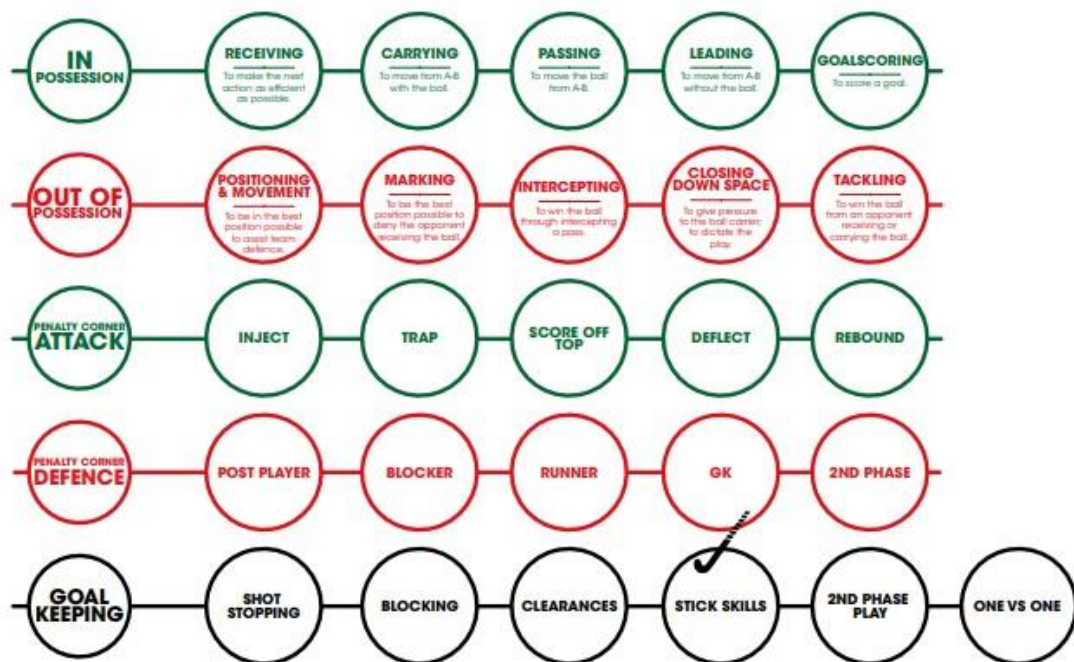 IN
POSSESSION
RECEIVING
To make the next
action as efficient
as possible.
CARRYING
To move from A-B
with the ball.
PASSING
To move the ball
from A-B.
LEADING
To move from A-B
without the ball.
GOALSCORING
To score a goal.
OUT OF
POSSESSION
POSITIONING
& MOVEMENT
To be in the best
position possible
to assist team
defence.
MARKING
To be the best
position possible to
deny the opponent
receiving the ball.
INTERCEPTING
To win the ball
through intercepting
a pass.
CLOSING
DOWN SPACE
To give pressure
to the ball carrier;
to dictate the
play.
TACKLING
To win the ball
from an opponent
receiving or
carrying the ball.
PENALTY CORNER
ATTACK
INJECT
TRAP
SCORE OFF
TOP
DEFLECT
REBOUND
PENALTY CORNER
DEFENCE
POST PLAYER
BLOCKER
RUNNER
GK
2ND PHASE
GOAL
KEEPING
SHOT
STOPPING
BLOCKING
CLEARANCES
STICK SKILLS
2ND PHASE
PLAY
ONE VS ONE